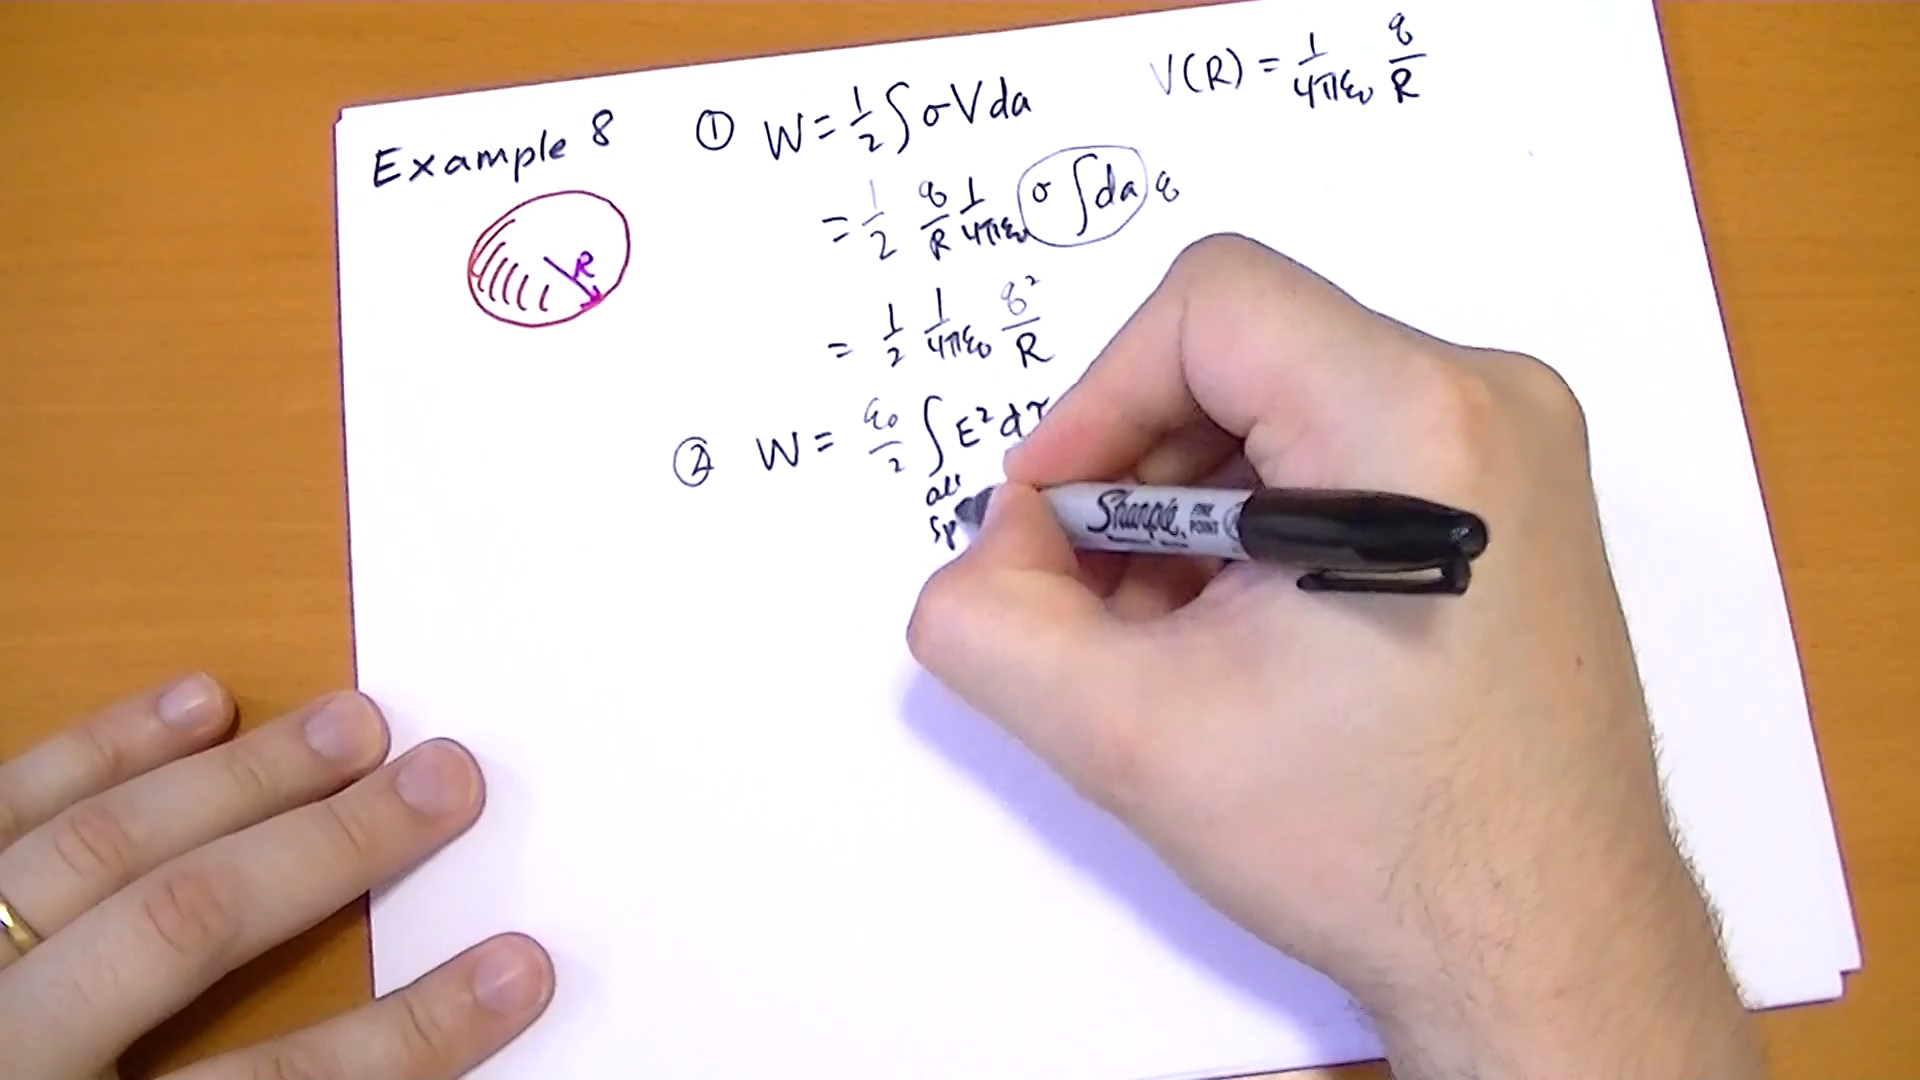 Example 8
① W = 1/2 ∫ σ V da
V(R) = 1/4πε₀ q/R
= 1/2 q/R 1/4πε₀ σ ∫ da q
R
= 1/2 1/4πε₀ q²/R
② W = ε₀/2 ∫ E² dτ
all
Sp
Sharpie. FINE POINT